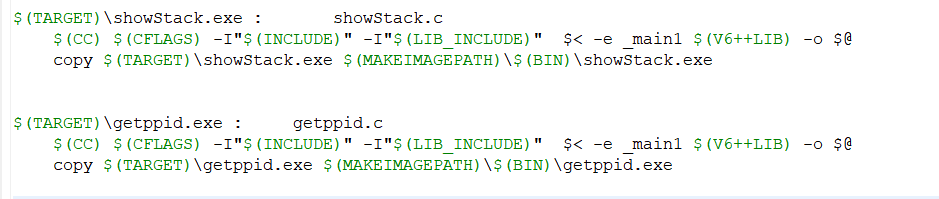 $(TARGET)\showStack.exe :       showStack.c
    $(CC) $(CFLAGS) -I"$(INCLUDE)" -I"$(LIB_INCLUDE)"  $< -e _main1 $(V6++LIB) -o $@
    copy $(TARGET)\showStack.exe $(MAKEIMAGEPATH)\$(BIN)\showStack.exe
$(TARGET)\getppid.exe :     getppid.c
    $(CC) $(CFLAGS) -I"$(INCLUDE)" -I"$(LIB_INCLUDE)"  $< -e _main1 $(V6++LIB) -o $@
    copy $(TARGET)\getppid.exe $(MAKEIMAGEPATH)\$(BIN)\getppid.exe